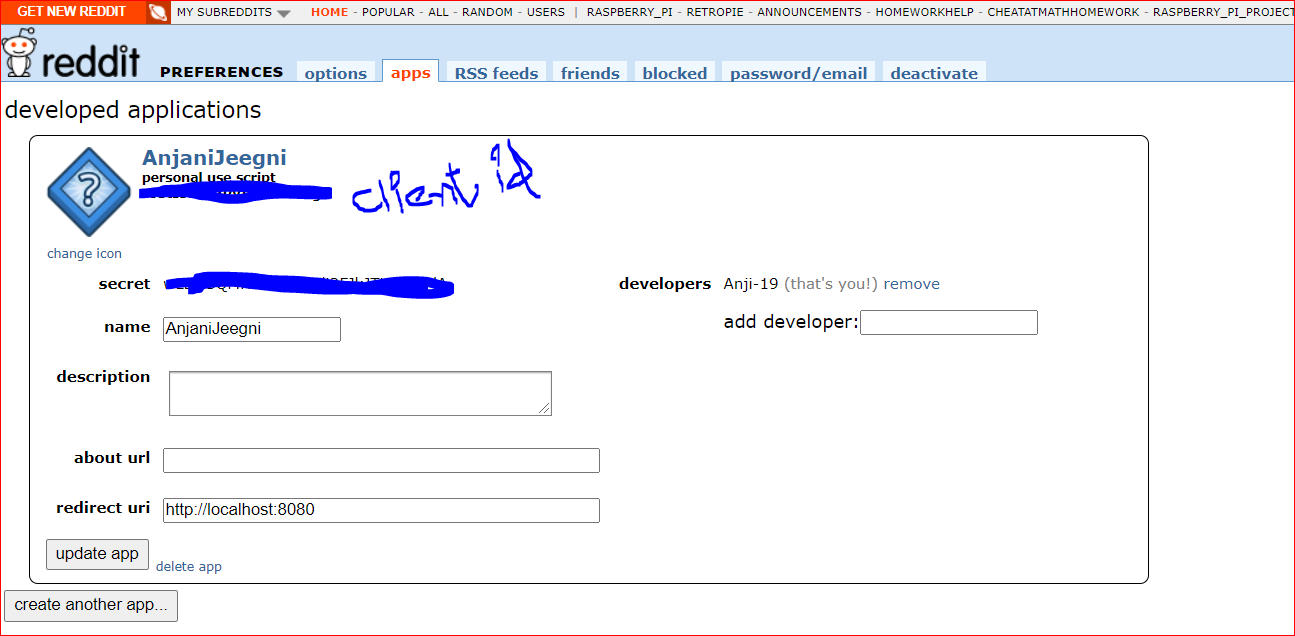 GET NEW REDDIT MY SUBREDDITS HOME - POPULAR - ALL - RANDOM - USERS | RASPBERRY_PI - RETROPIE - ANNOUNCEMENTS - HOMEWORKHELP - CHEATATMATHHOMEWORK - RASPBERRY_PI_PROJECT
reddit PREFERENCES options apps RSS feeds friends blocked password/email deactivate
developed applications
AnjaniJeegni
personal use script
client id
change icon
secret
developers Anji-19 (that's you!) remove
name AnjaniJeegni
add developer:
description
about url
redirect uri http://localhost:8080
update app delete app
create another app...